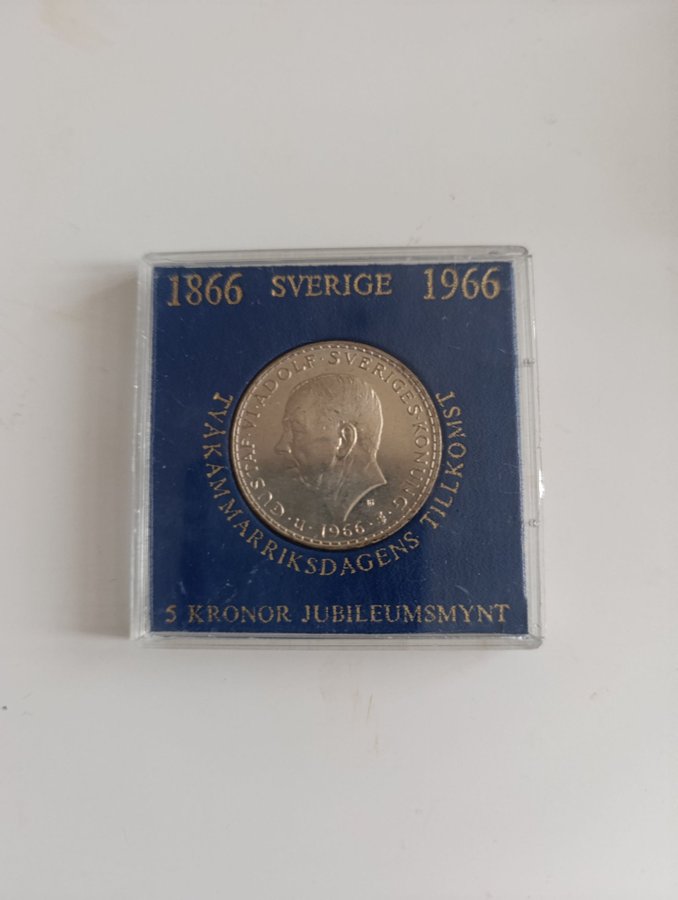 1866 SVERIGE 1966
GUSTAF·VI·ADOLF·SVERIGES·KONUNG
·u·1966·
TVÅKAMMARRIKSDAGENS TILLKOMST
5 KRONOR JUBILEUMSMYNT